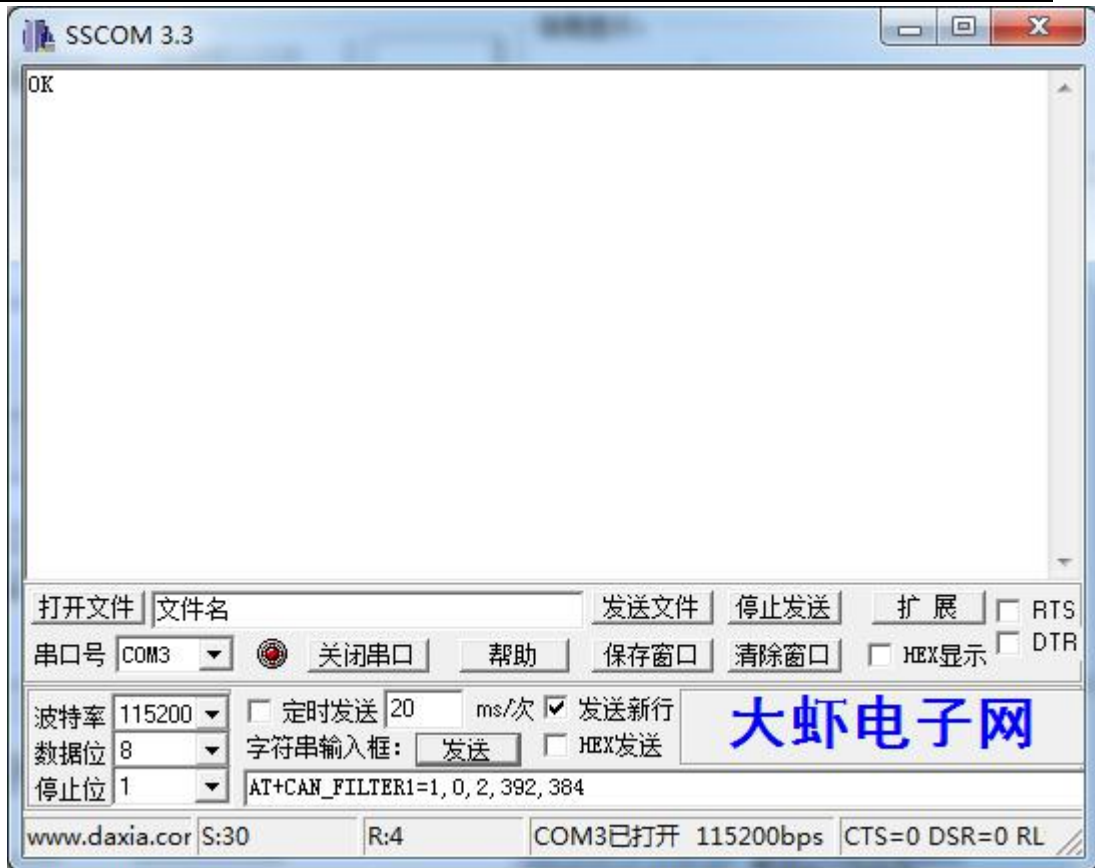 SSCOM 3.3
OK
打开文件 文件名 发送文件 停止发送 扩 展 RTS
串口号 COM3 关闭串口 帮助 保存窗口 清除窗口 HEX显示 DTR
波特率 115200 定时发送 20 ms/次 发送新行 大虾电子网
数据位 8 字符串输入框： 发送 HEX发送
停止位 1 AT+CAN_FILTER1=1,0,2,392,384
www.daxia.cor S:30 R:4 COM3已打开 115200bps CTS=0 DSR=0 RL